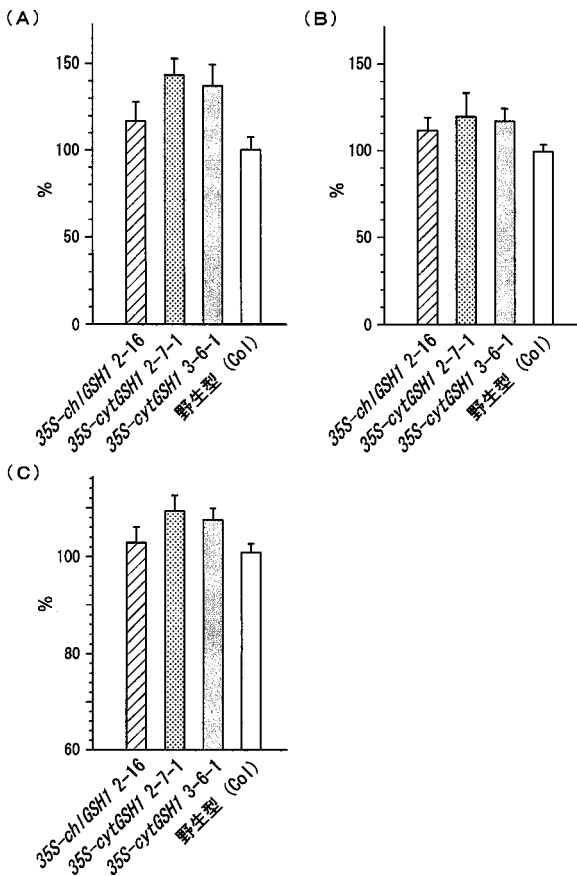 (A)
150
100
50
0
%
35S-chlGSH1 2-16
35S-cytGSH1 2-7-1
35S-cytGSH1 3-6-1
野生型 (Col)
(B)
150
100
50
0
%
35S-chlGSH1 2-16
35S-cytGSH1 2-7-1
35S-cytGSH1 3-6-1
野生型 (Col)
(C)
100
80
60
%
35S-chlGSH1 2-16
35S-cytGSH1 2-7-1
35S-cytGSH1 3-6-1
野生型 (Col)